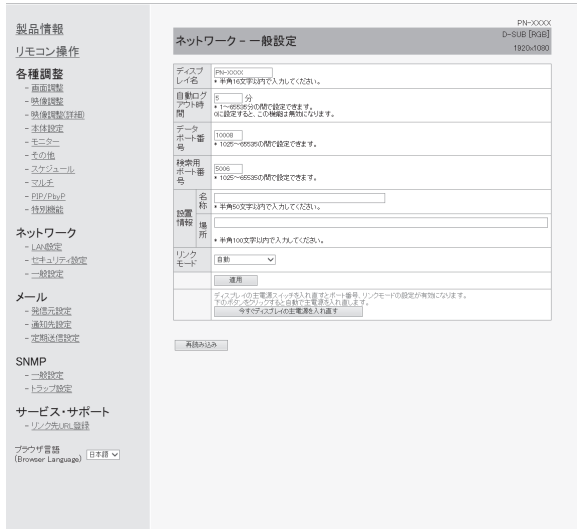 製品情報
リモコン操作
各種調整
- 画面調整
- 映像調整
- 映像調整(詳細)
- 本体設定
- モニター
- その他
- スケジュール
- マルチ
- PIP/PbyP
- 特別機能
ネットワーク
- LAN設定
- セキュリティ設定
- 一般設定
メール
- 発信元設定
- 通知先設定
- 定期送信設定
SNMP
- 一般設定
- トラップ設定
サービス・サポート
- リンク先URL登録
ブラウザ言語
(Browser Language) 日本語
PN-XXXX
ネットワーク – 一般設定
D-SUB [RGB]
1920x1080
ディスプ
レイ名
PN-XXXX
* 半角16文字以内で入力してください。
自動ログ
アウト時
間
5 分
* 1~65535分の間で設定できます。
0に設定すると、この機能は無効になります。
データ
ポート番
号
10008
* 1025~65535の間で設定できます。
検索用
ポート番
号
5006
* 1025~65535の間で設定できます。
設置
情報
名
称
* 半角50文字以内で入力してください。
場
所
* 半角100文字以内で入力してください。
リンク
モード
自動
適用
ディスプレイの主電源スイッチを入れ直すとポート番号、リンクモードの設定が有効になります。
下のボタンをクリックすると自動で主電源を入れ直します。
今すぐディスプレイの主電源を入れ直す
再読み込み